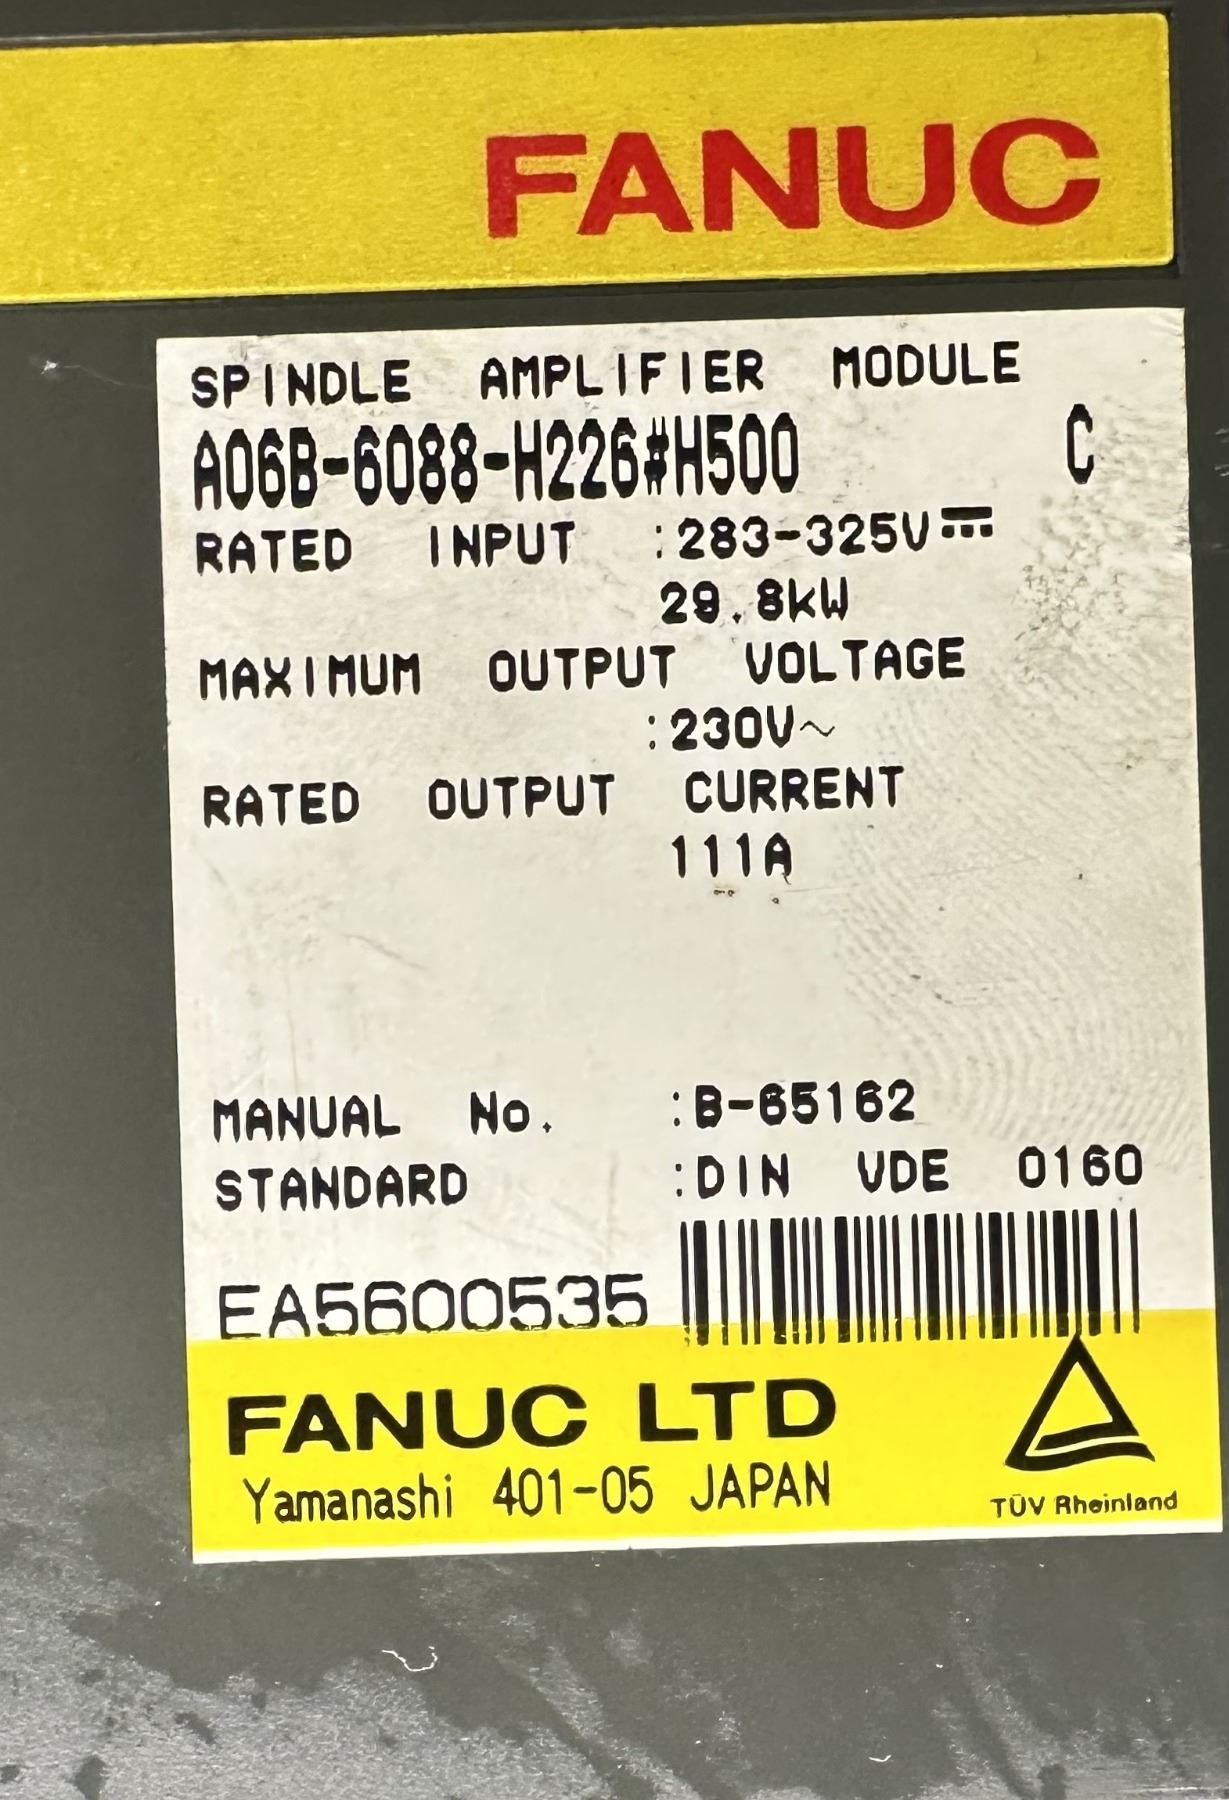 FANUC
SPINDLE AMPLIFIER MODULE
A06B-6088-H226#H500 C
RATED INPUT :283-325V⎓
29.8kW
MAXIMUM OUTPUT VOLTAGE
:230V~
RATED OUTPUT CURRENT
111A
MANUAL No. :B-65162
STANDARD :DIN VDE 0160
EA5600535
FANUC LTD
Yamanashi 401-05 JAPAN
TÜV Rheinland